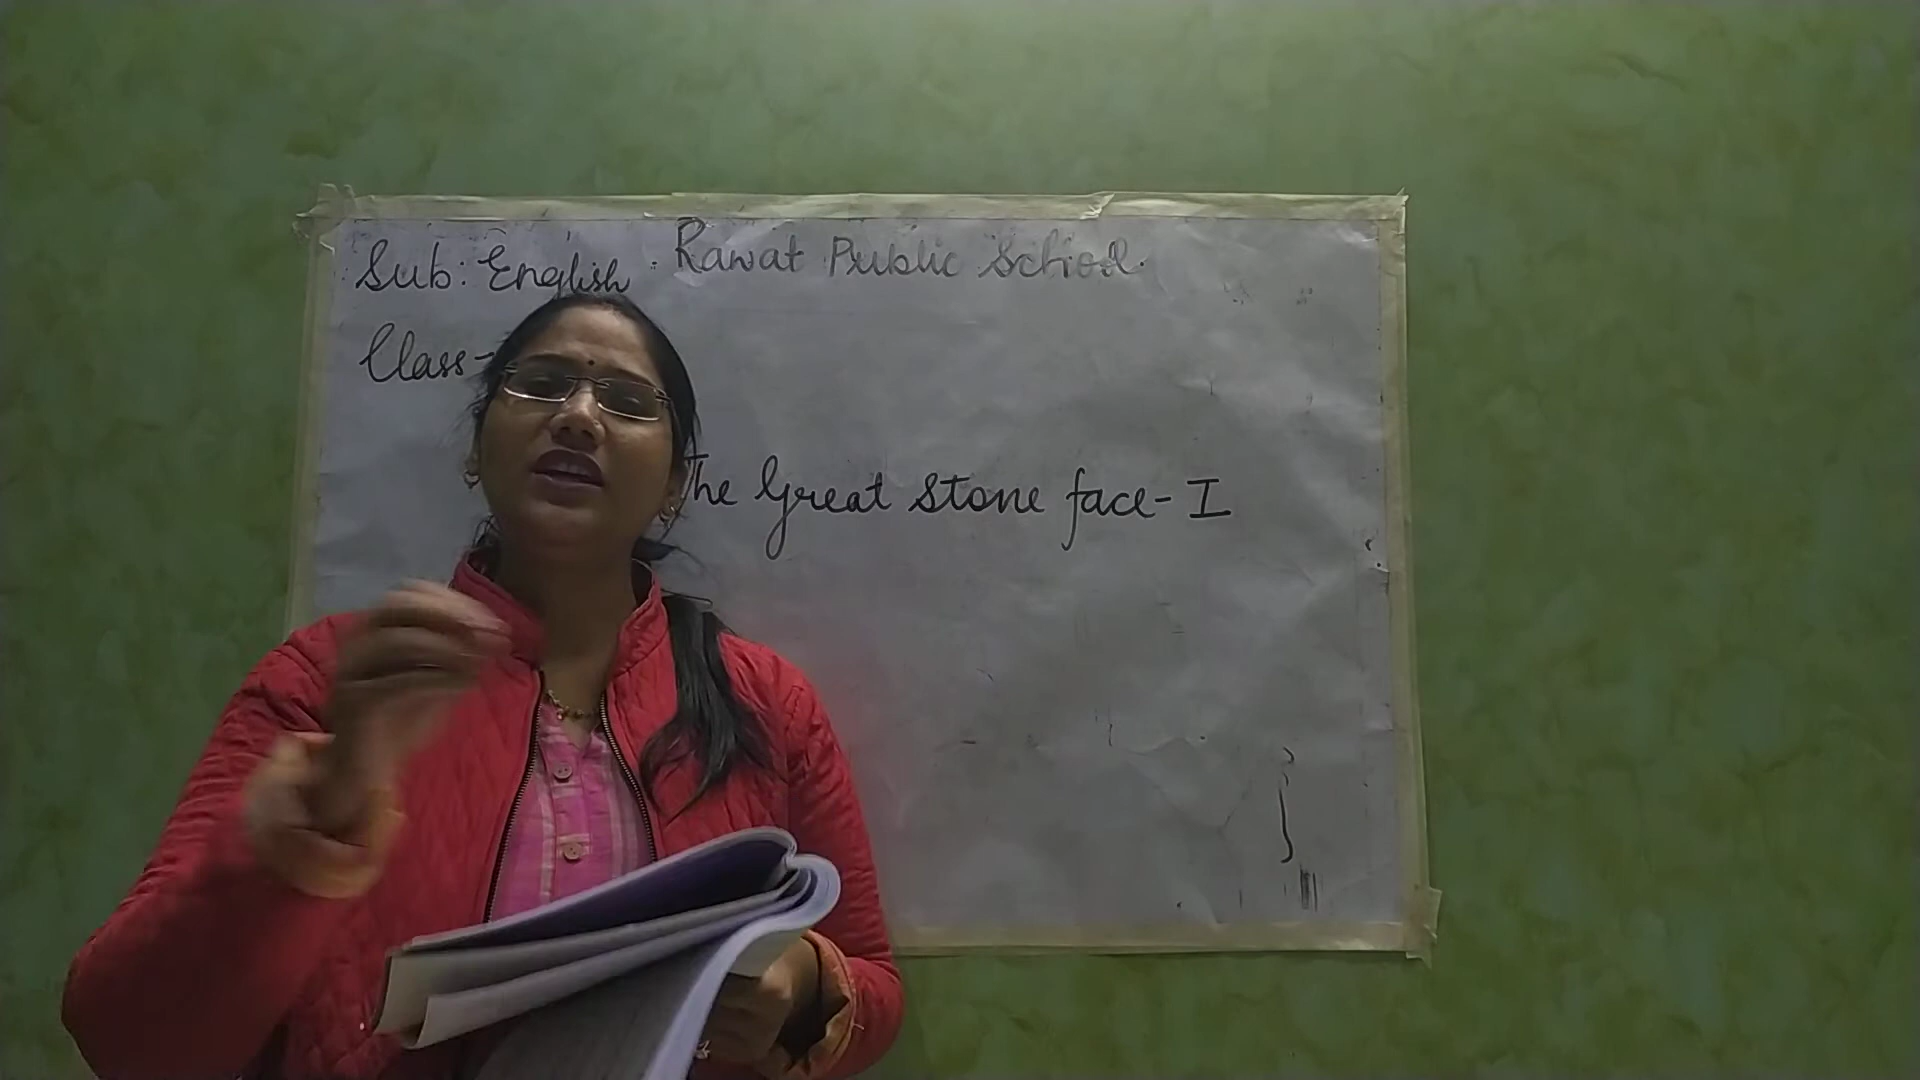 Rawat Public School.
Sub: English
Class-
The Great Stone face- I